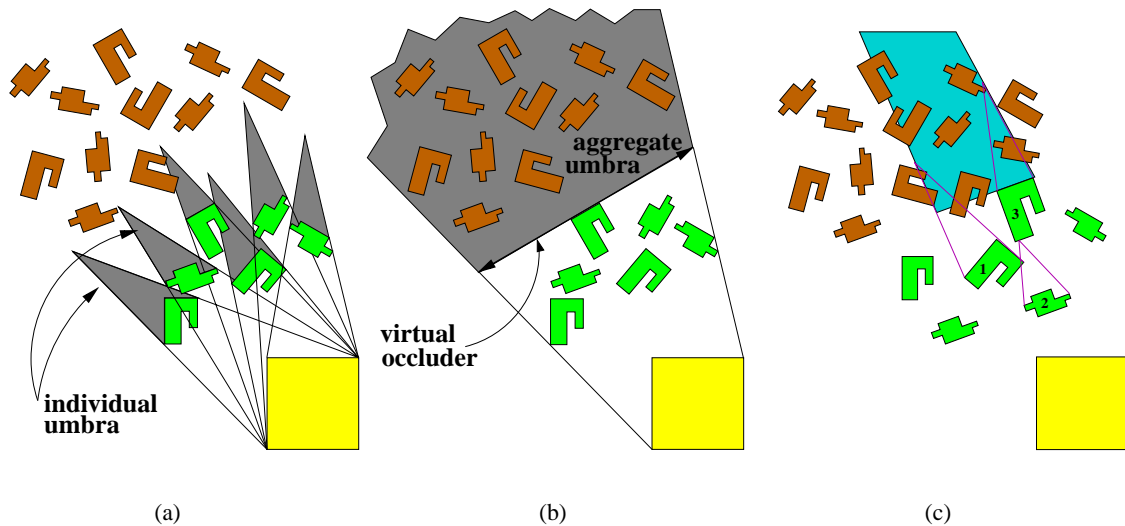 individual
umbra
(a)
aggregate
umbra
virtual
occluder
(b)
3
1
2
(c)